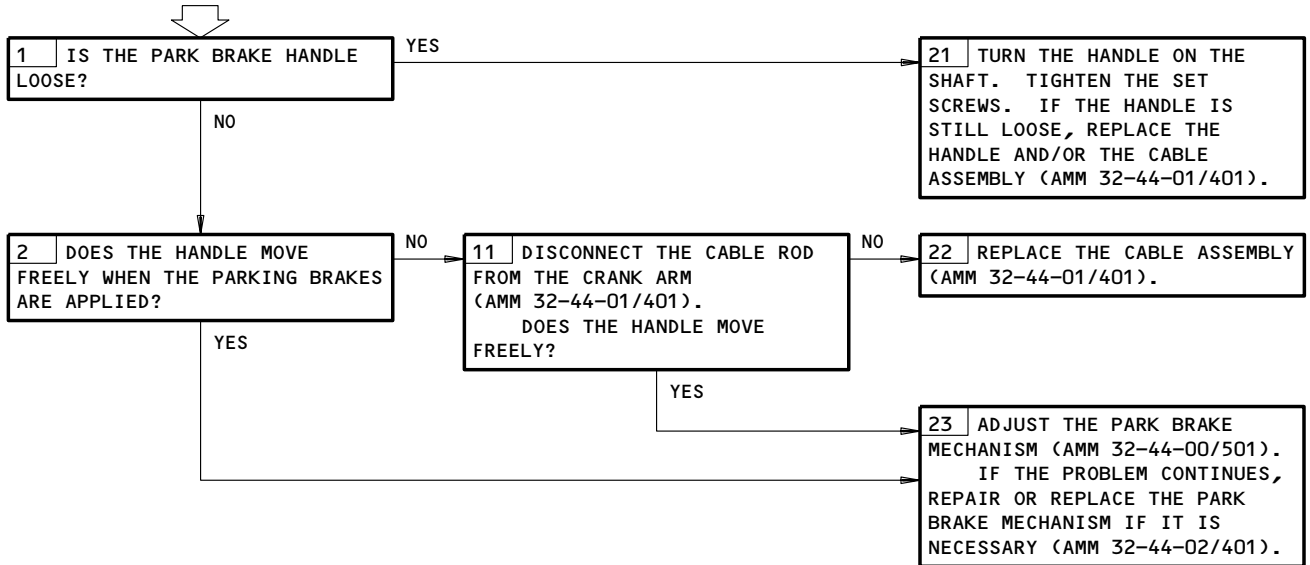 1 IS THE PARK BRAKE HANDLE
LOOSE?
YES
NO
21 TURN THE HANDLE ON THE
SHAFT. TIGHTEN THE SET
SCREWS. IF THE HANDLE IS
STILL LOOSE, REPLACE THE
HANDLE AND/OR THE CABLE
ASSEMBLY (AMM 32-44-01/401).
2 DOES THE HANDLE MOVE
FREELY WHEN THE PARKING BRAKES
ARE APPLIED?
NO
YES
11 DISCONNECT THE CABLE ROD
FROM THE CRANK ARM
(AMM 32-44-01/401).
DOES THE HANDLE MOVE
FREELY?
NO
YES
22 REPLACE THE CABLE ASSEMBLY
(AMM 32-44-01/401).
23 ADJUST THE PARK BRAKE
MECHANISM (AMM 32-44-00/501).
IF THE PROBLEM CONTINUES,
REPAIR OR REPLACE THE PARK
BRAKE MECHANISM IF IT IS
NECESSARY (AMM 32-44-02/401).